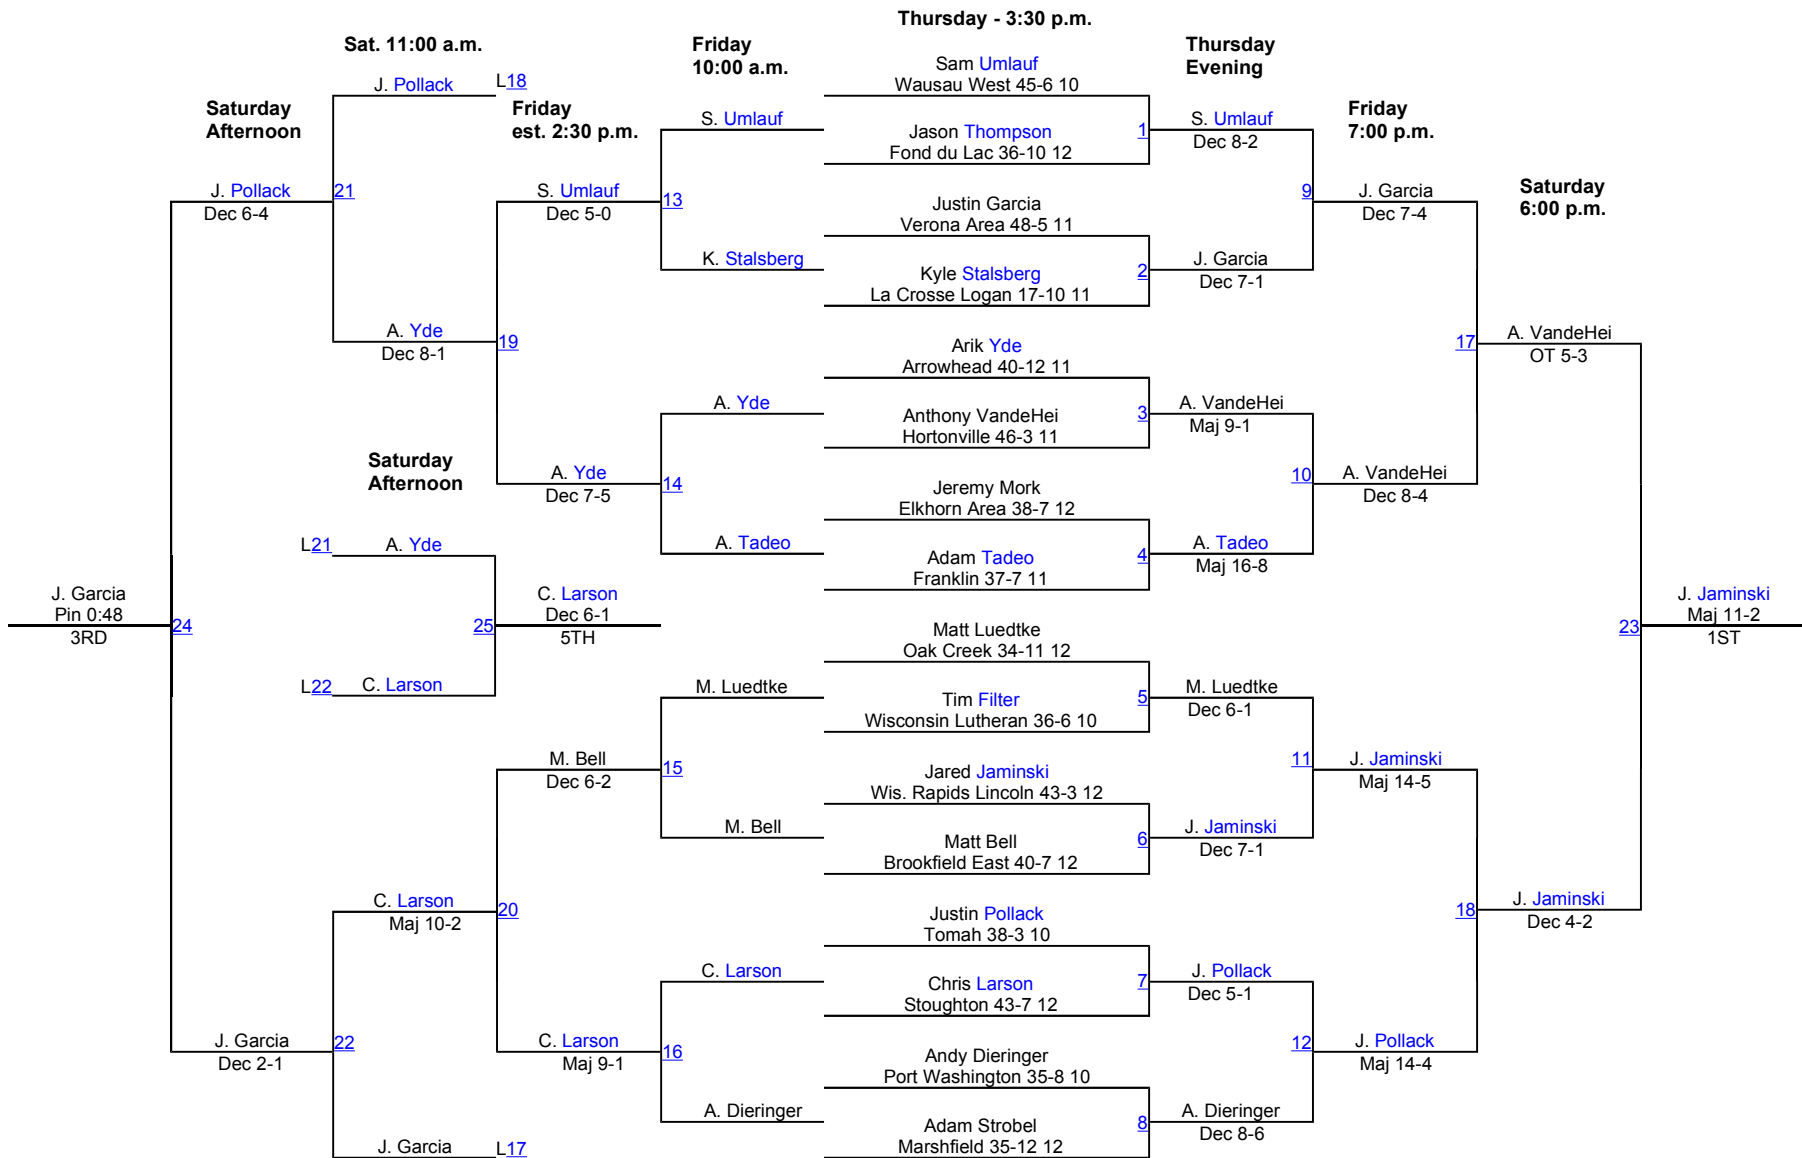 Thursday - 3:30 p.m.
Sat. 11:00 a.m.
Friday
10:00 a.m.
Thursday
Evening
Sam Umlauf
Wausau West 45-6 10
J. Pollack
L18
Saturday
Afternoon
Friday
est. 2:30 p.m.
Friday
7:00 p.m.
S. Umlauf
Jason Thompson
Fond du Lac 36-10 12
1
S. Umlauf
Dec 8-2
J. Pollack
Dec 6-4
21
S. Umlauf
Dec 5-0
13
Justin Garcia
Verona Area 48-5 11
9
J. Garcia
Dec 7-4
Saturday
6:00 p.m.
K. Stalsberg
Kyle Stalsberg
La Crosse Logan 17-10 11
2
J. Garcia
Dec 7-1
A. Yde
Dec 8-1
19
Arik Yde
Arrowhead 40-12 11
17
A. VandeHei
OT 5-3
A. Yde
Anthony VandeHei
Hortonville 46-3 11
3
A. VandeHei
Maj 9-1
Saturday
Afternoon
A. Yde
Dec 7-5
14
Jeremy Mork
Elkhorn Area 38-7 12
10
A. VandeHei
Dec 8-4
L21
A. Yde
A. Tadeo
Adam Tadeo
Franklin 37-7 11
4
A. Tadeo
Maj 16-8
J. Garcia
Pin 0:48
3RD
24
25
C. Larson
Dec 6-1
5TH
Matt Luedtke
Oak Creek 34-11 12
23
J. Jaminski
Maj 11-2
1ST
L22
C. Larson
M. Luedtke
Tim Filter
Wisconsin Lutheran 36-6 10
5
M. Luedtke
Dec 6-1
M. Bell
Dec 6-2
15
Jared Jaminski
Wis. Rapids Lincoln 43-3 12
11
J. Jaminski
Maj 14-5
M. Bell
Matt Bell
Brookfield East 40-7 12
6
J. Jaminski
Dec 7-1
C. Larson
Maj 10-2
20
Justin Pollack
Tomah 38-3 10
18
J. Jaminski
Dec 4-2
C. Larson
Chris Larson
Stoughton 43-7 12
7
J. Pollack
Dec 5-1
J. Garcia
Dec 2-1
22
C. Larson
Maj 9-1
16
Andy Dieringer
Port Washington 35-8 10
12
J. Pollack
Maj 14-4
A. Dieringer
Adam Strobel
Marshfield 35-12 12
8
A. Dieringer
Dec 8-6
J. Garcia
L17